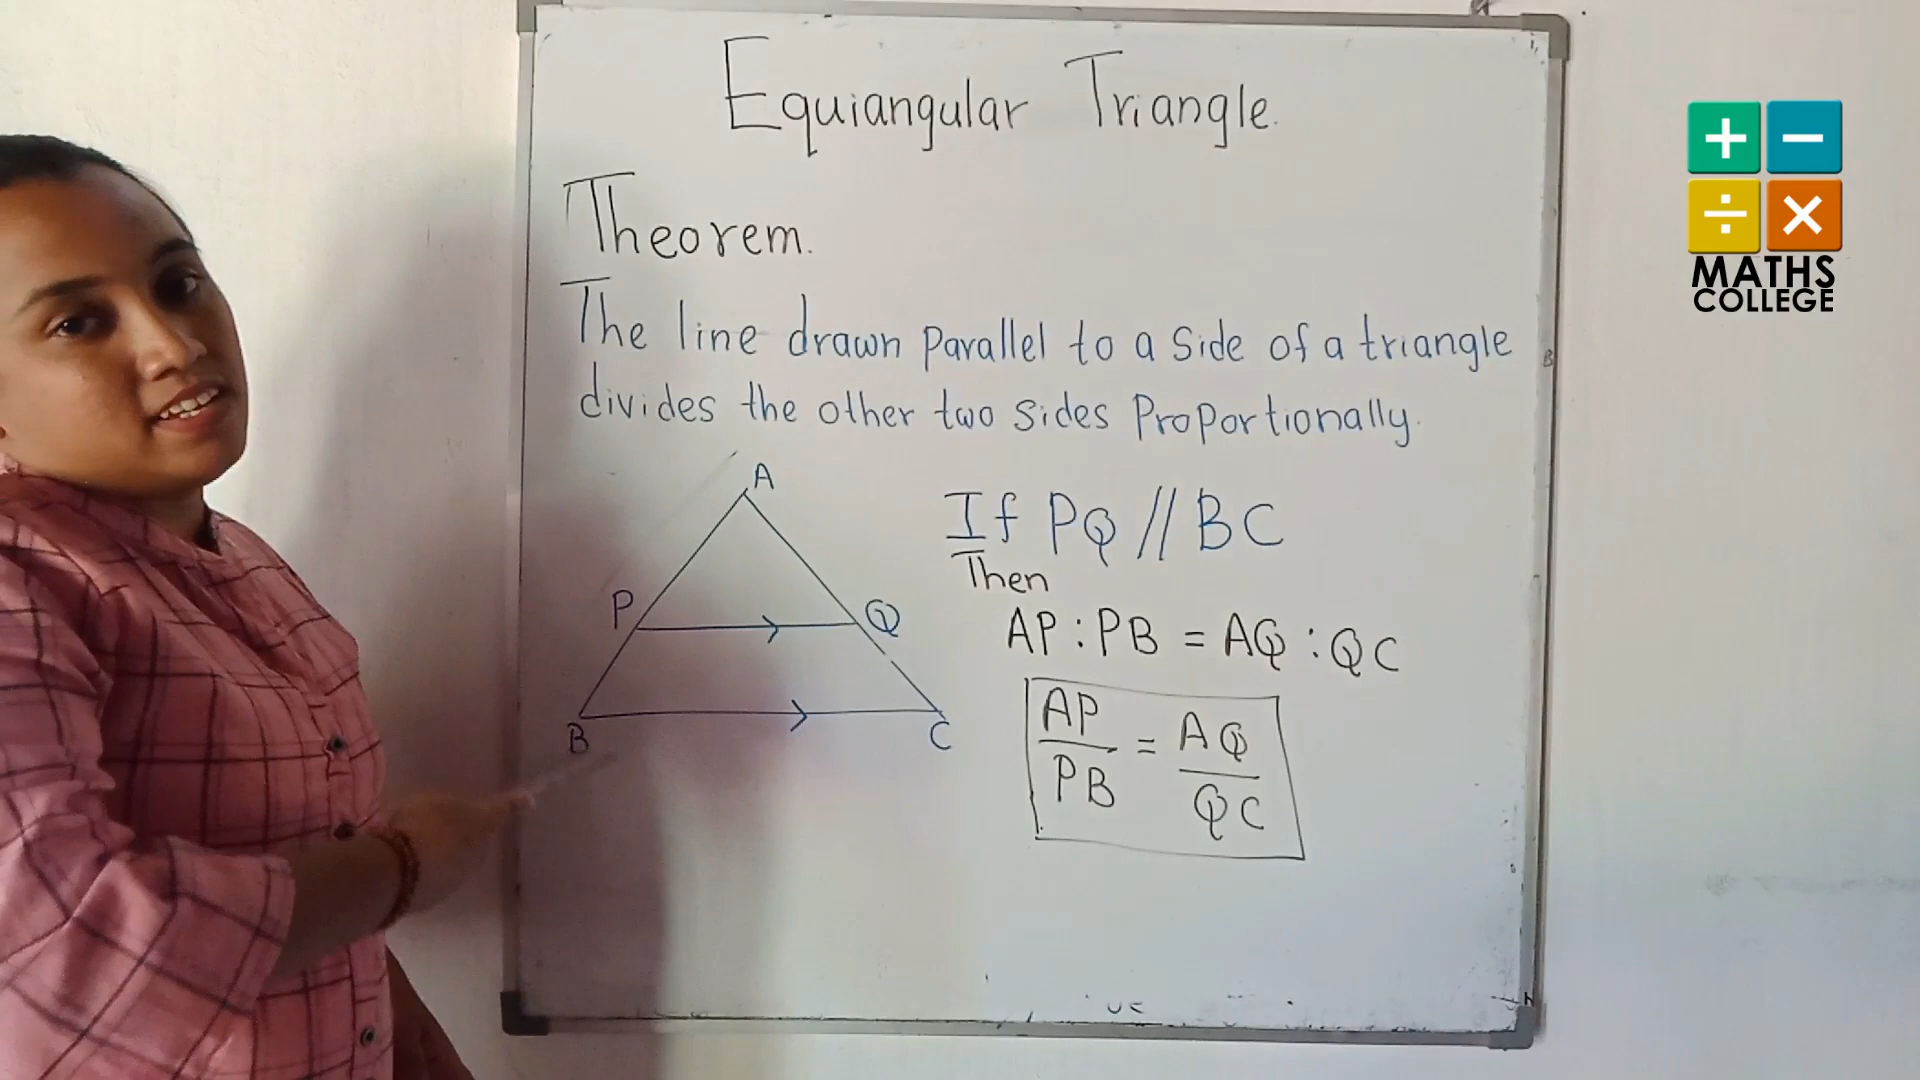 Equiangular Triangle.
Theorem.
The line drawn parallel to a side of a triangle
divides the other two sides Proportionally.
A
If PQ // BC
Then
P
Q
AP : PB = AQ : QC
B
C
AP/PB = AQ/QC
+ −
÷ ×
MATHS
COLLEGE